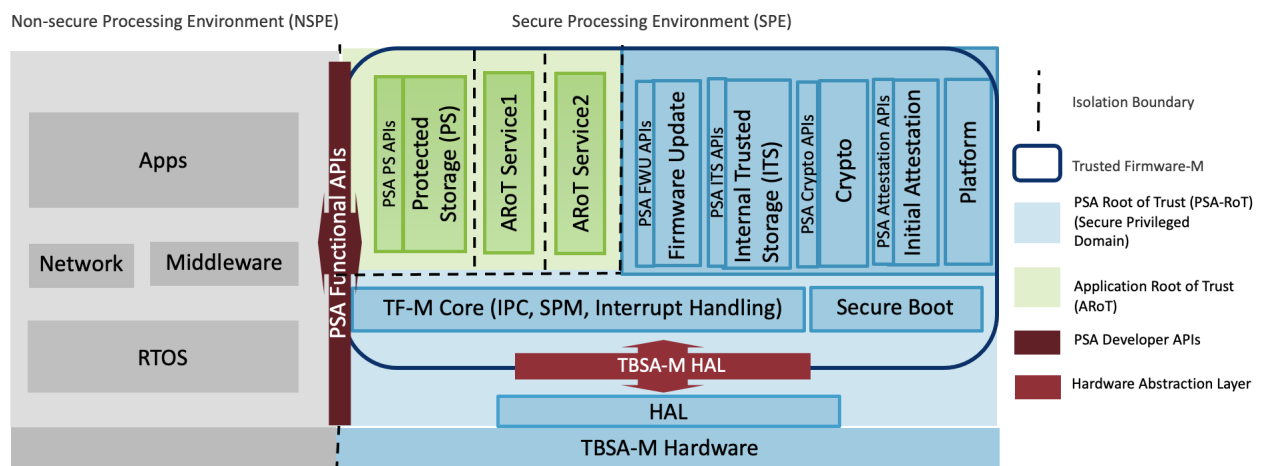 Non-secure Processing Environment (NSPE)
Secure Processing Environment (SPE)
Apps
Network
Middleware
RTOS
PSA Functional APIs
PSA PS APIs
Protected
Storage (PS)
ARoT Service1
ARoT Service2
PSA FWU APIs
Firmware Update
PSA ITS APIs
Internal Trusted
Storage (ITS)
PSA Crypto APIs
Crypto
PSA Attestation APIs
Initial Attestation
Platform
TF-M Core (IPC, SPM, Interrupt Handling)
Secure Boot
TBSA-M HAL
HAL
TBSA-M Hardware
Isolation Boundary
Trusted Firmware-M
PSA Root of Trust (PSA-RoT)
(Secure Privileged
Domain)
Application Root of Trust
(ARoT)
PSA Developer APIs
Hardware Abstraction Layer